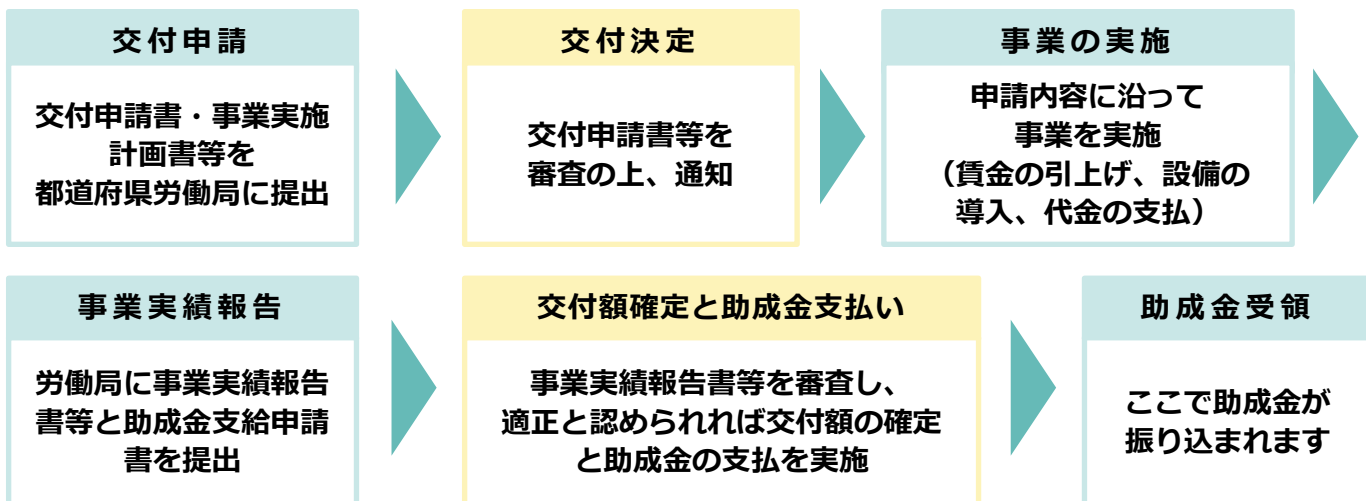 交付申請
交付申請書・事業実施
計画書等を
都道府県労働局に提出
交付決定
交付申請書等を
審査の上、通知
事業の実施
申請内容に沿って
事業を実施
（賃金の引上げ、設備の
導入、代金の支払）
事業実績報告
労働局に事業実績報告
書等と助成金支給申請
書を提出
交付額確定と助成金支払い
事業実績報告書等を審査し、
適正と認められれば交付額の確定
と助成金の支払を実施
助成金受領
ここで助成金が
振り込まれます